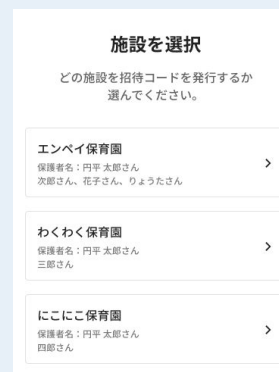 施設を選択
どの施設を招待コードを発行するか
選んでください。
エンペイ保育園
保護者名：円平 太郎さん
次郎さん、花子さん、りょうたさん
わくわく保育園
保護者名：円平 太郎さん
三郎さん
にこにこ保育園
保護者名：円平 太郎さん
四郎さん